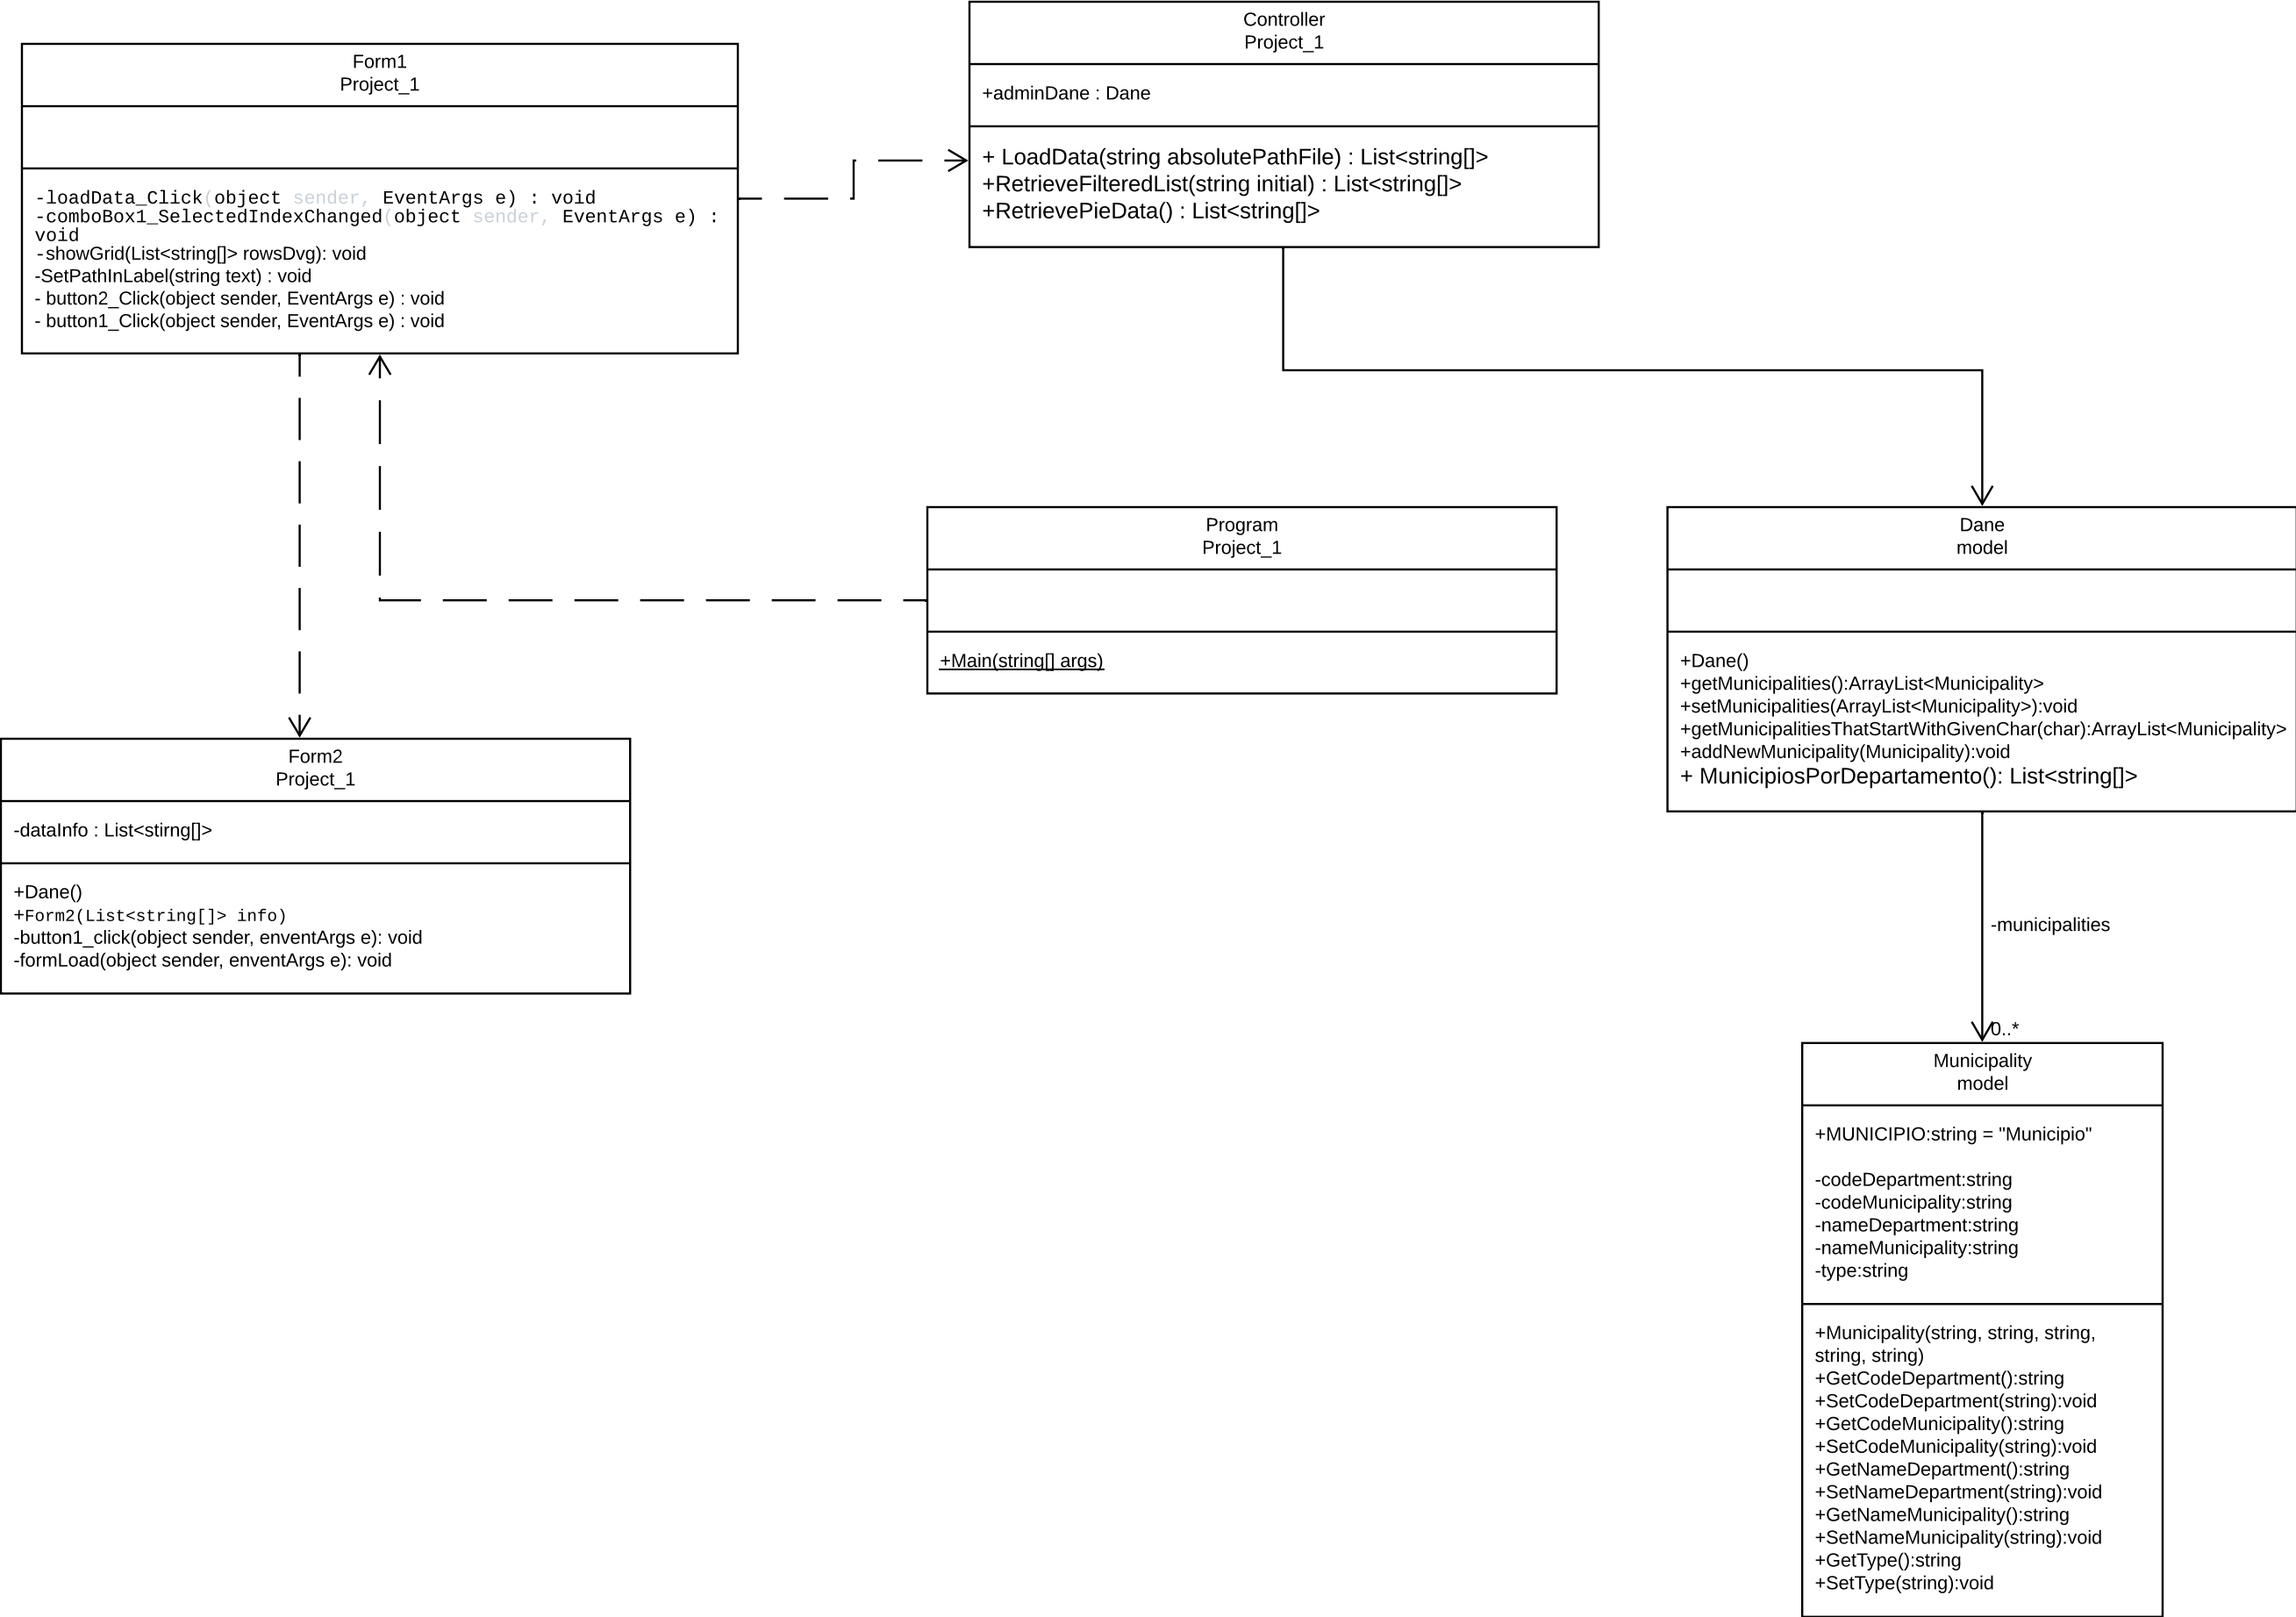 Form1
Project_1
-loadData_Click(object sender, EventArgs e) : void
-comboBox1_SelectedIndexChanged(object sender, EventArgs e) :
void
-showGrid(List<string[]> rowsDvg): void
-SetPathInLabel(string text) : void
- button2_Click(object sender, EventArgs e) : void
- button1_Click(object sender, EventArgs e) : void
Controller
Project_1
+adminDane : Dane
+ LoadData(string absolutePathFile) : List<string[]>
+RetrieveFilteredList(string initial) : List<string[]>
+RetrievePieData() : List<string[]>
Program
Project_1
+Main(string[] args)
Dane
model
+Dane()
+getMunicipalities():ArrayList<Municipality>
+setMunicipalities(ArrayList<Municipality>):void
+getMunicipalitiesThatStartWithGivenChar(char):ArrayList<Municipality>
+addNewMunicipality(Municipality):void
+ MunicipiosPorDepartamento(): List<string[]>
Form2
Project_1
-dataInfo : List<stirng[]>
+Dane()
+Form2(List<string[]> info)
-button1_click(object sender, enventArgs e): void
-formLoad(object sender, enventArgs e): void
-municipalities
0..*
Municipality
model
+MUNICIPIO:string = "Municipio"
-codeDepartment:string
-codeMunicipality:string
-nameDepartment:string
-nameMunicipality:string
-type:string
+Municipality(string, string, string,
string, string)
+GetCodeDepartment():string
+SetCodeDepartment(string):void
+GetCodeMunicipality():string
+SetCodeMunicipality(string):void
+GetNameDepartment():string
+SetNameDepartment(string):void
+GetNameMunicipality():string
+SetNameMunicipality(string):void
+GetType():string
+SetType(string):void